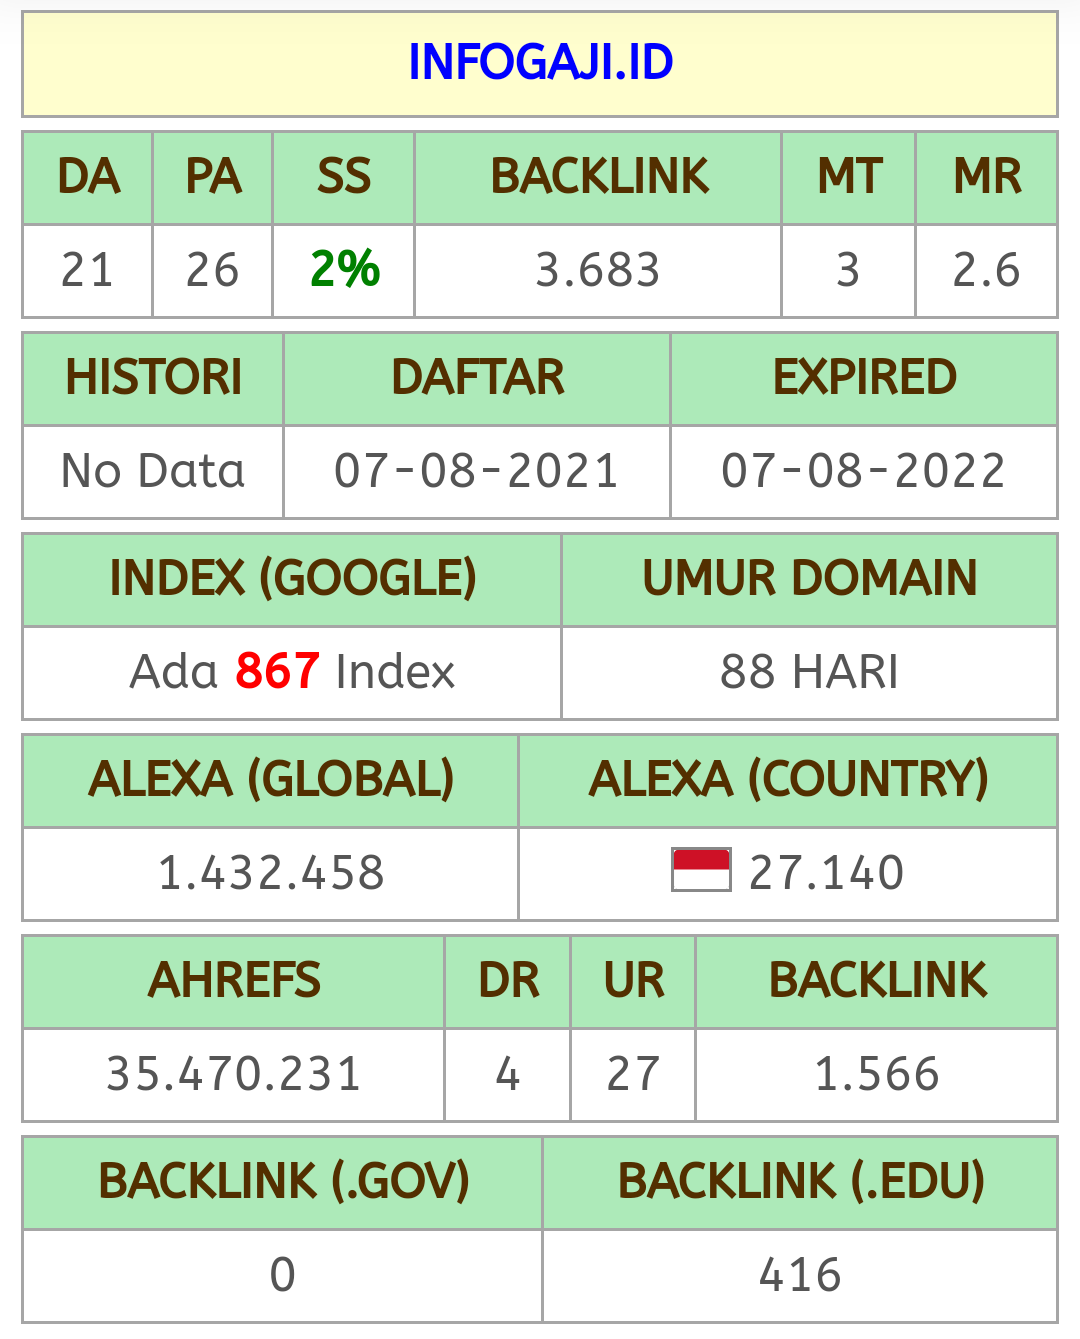 INFOGAJI.ID
DA PA SS BACKLINK MT MR
21 26 2% 3.683 3 2.6
HISTORI DAFTAR EXPIRED
No Data 07-08-2021 07-08-2022
INDEX (GOOGLE) UMUR DOMAIN
Ada 867 Index 88 HARI
ALEXA (GLOBAL) ALEXA (COUNTRY)
1.432.458 27.140
AHREFS DR UR BACKLINK
35.470.231 4 27 1.566
BACKLINK (.GOV) BACKLINK (.EDU)
0 416